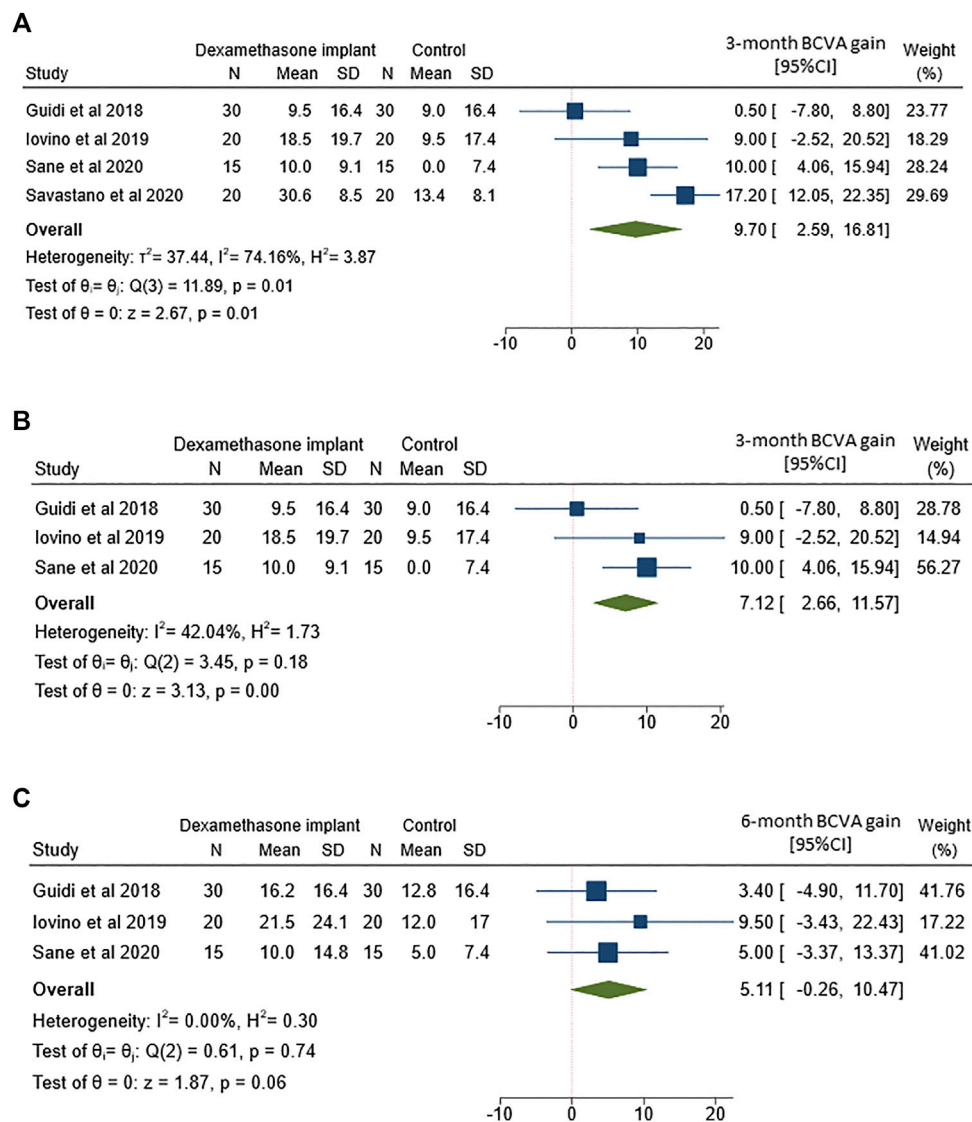 A
Dexamethasone implant Control 3-month BCVA gain Weight
Study N Mean SD N Mean SD [95%CI] (%)
Guidi et al 2018 30 9.5 16.4 30 9.0 16.4 0.50 [ -7.80, 8.80] 23.77
Iovino et al 2019 20 18.5 19.7 20 9.5 17.4 9.00 [ -2.52, 20.52] 18.29
Sane et al 2020 15 10.0 9.1 15 0.0 7.4 10.00 [ 4.06, 15.94] 28.24
Savastano et al 2020 20 30.6 8.5 20 13.4 8.1 17.20 [ 12.05, 22.35] 29.69
Overall 9.70 [ 2.59, 16.81]
Heterogeneity: τ²= 37.44, I²= 74.16%, H²= 3.87
Test of θᵢ= θⱼ: Q(3) = 11.89, p = 0.01
Test of θ = 0: z = 2.67, p = 0.01
-10 0 10 20
B
Dexamethasone implant Control 3-month BCVA gain Weight
Study N Mean SD N Mean SD [95%CI] (%)
Guidi et al 2018 30 9.5 16.4 30 9.0 16.4 0.50 [ -7.80, 8.80] 28.78
Iovino et al 2019 20 18.5 19.7 20 9.5 17.4 9.00 [ -2.52, 20.52] 14.94
Sane et al 2020 15 10.0 9.1 15 0.0 7.4 10.00 [ 4.06, 15.94] 56.27
Overall 7.12 [ 2.66, 11.57]
Heterogeneity: I²= 42.04%, H²= 1.73
Test of θᵢ= θⱼ: Q(2) = 3.45, p = 0.18
Test of θ = 0: z = 3.13, p = 0.00
-10 0 10 20
C
Dexamethasone implant Control 6-month BCVA gain Weight
Study N Mean SD N Mean SD [95%CI] (%)
Guidi et al 2018 30 16.2 16.4 30 12.8 16.4 3.40 [ -4.90, 11.70] 41.76
Iovino et al 2019 20 21.5 24.1 20 12.0 17 9.50 [ -3.43, 22.43] 17.22
Sane et al 2020 15 10.0 14.8 15 5.0 7.4 5.00 [ -3.37, 13.37] 41.02
Overall 5.11 [ -0.26, 10.47]
Heterogeneity: I²= 0.00%, H²= 0.30
Test of θᵢ= θⱼ: Q(2) = 0.61, p = 0.74
Test of θ = 0: z = 1.87, p = 0.06
-10 0 10 20